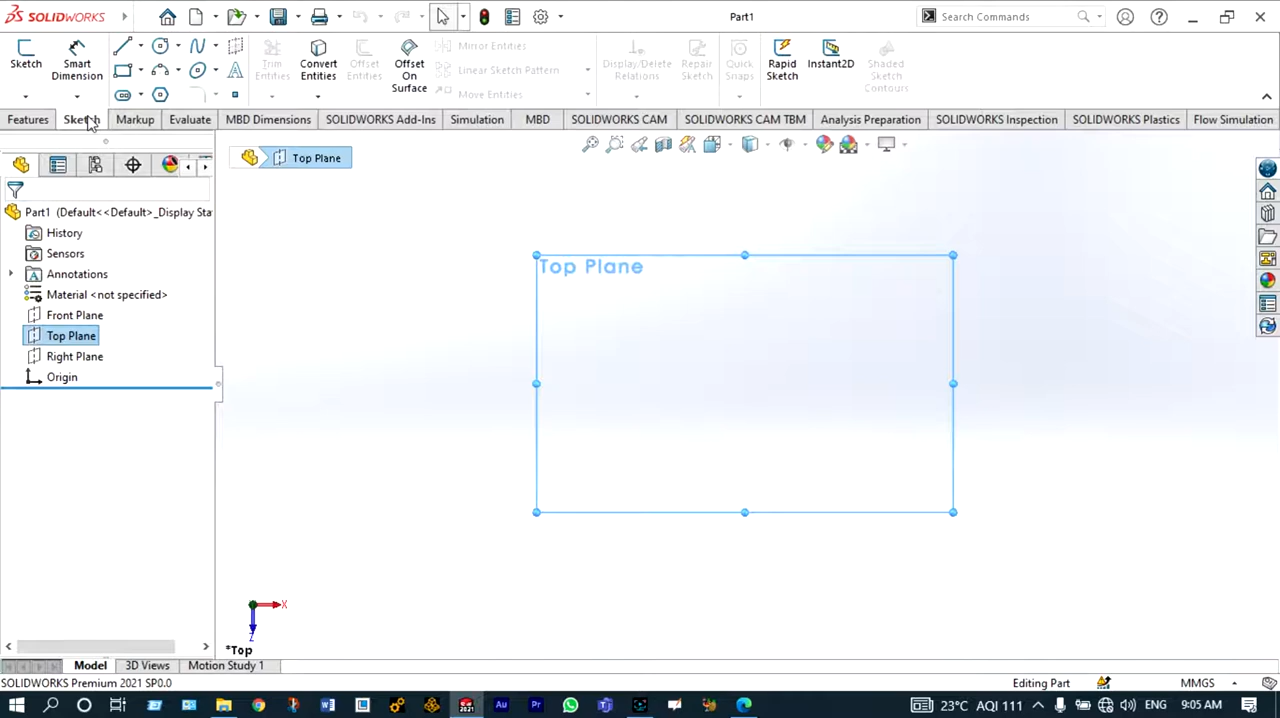 SOLIDWORKS
Part1
Search Commands
Sketch
Smart
Dimension
Trim
Entities
Convert
Entities
Offset
Entities
Offset
On
Surface
Mirror Entities
Linear Sketch Pattern
Move Entities
Display/Delete
Relations
Repair
Sketch
Quick
Snaps
Rapid
Sketch
Instant2D
Shaded
Sketch
Contours
Features
Sketch
Markup
Evaluate
MBD Dimensions
SOLIDWORKS Add-Ins
Simulation
MBD
SOLIDWORKS CAM
SOLIDWORKS CAM TBM
Analysis Preparation
SOLIDWORKS Inspection
SOLIDWORKS Plastics
Flow Simulation
Top Plane
Part1 (Default<<Default>_Display Sta
History
Sensors
Annotations
Material <not specified>
Front Plane
Top Plane
Right Plane
Origin
Top Plane
X
Z
*Top
Model
3D Views
Motion Study 1
SOLIDWORKS Premium 2021 SP0.0
Editing Part
MMGS
23°C AQI 111
ENG
9:05 AM